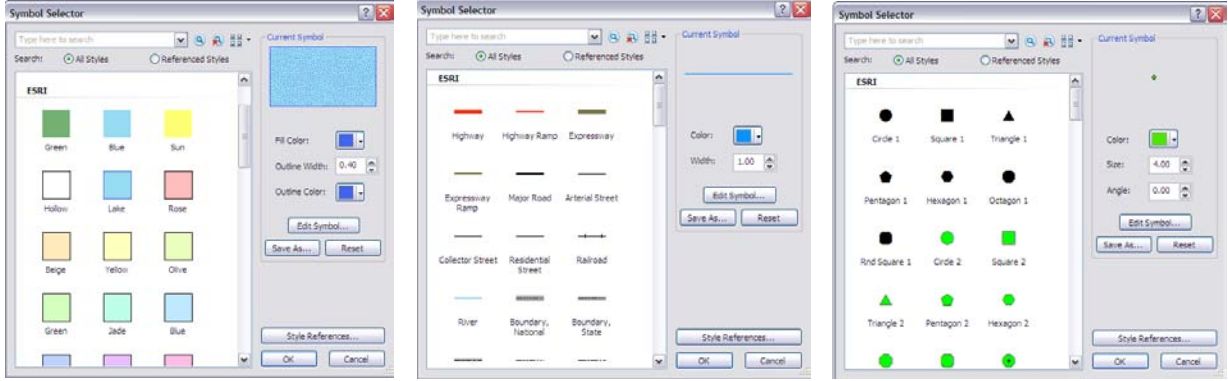 Symbol Selector
Type here to search
Search: All Styles Referenced Styles
ESRI
Green Blue Sun
Hollow Lake Rose
Beige Yellow Olive
Green Jade Blue
Current Symbol
Fill Color:
Outline Width: 0.40
Outline Color:
Edit Symbol...
Save As... Reset
Style References...
OK Cancel
Symbol Selector
Type here to search
Search: All Styles Referenced Styles
ESRI
Highway Highway Ramp Expressway
Expressway Major Road Arterial Street
Ramp
Collector Street Residential Railroad
Street
River Boundary, Boundary,
National State
Current Symbol
Color:
Width: 1.00
Edit Symbol...
Save As... Reset
Style References...
OK Cancel
Symbol Selector
Type here to search
Search: All Styles Referenced Styles
ESRI
Circle 1 Square 1 Triangle 1
Pentagon 1 Hexagon 1 Octagon 1
Rnd Square 1 Circle 2 Square 2
Triangle 2 Pentagon 2 Hexagon 2
Current Symbol
Color:
Size: 4.00
Angle: 0.00
Edit Symbol...
Save As... Reset
Style References...
OK Cancel